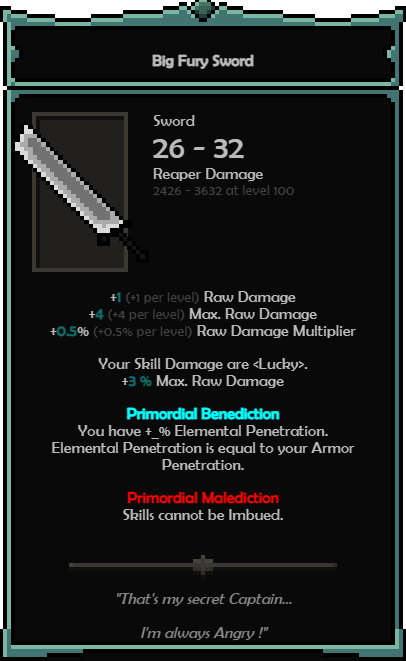 Big Fury Sword
Sword
26 - 32
Reaper Damage
2426 - 3632 at level 100
+1 (+1 per level) Raw Damage
+4 (+4 per level) Max. Raw Damage
+0.5% (+0.5% per level) Raw Damage Multiplier
Your Skill Damage are <Lucky>.
+3 % Max. Raw Damage
Primordial Benediction
You have +_% Elemental Penetration.
Elemental Penetration is equal to your Armor
Penetration.
Primordial Malediction
Skills cannot be Imbued.
"That's my secret Captain...
I'm always Angry !"